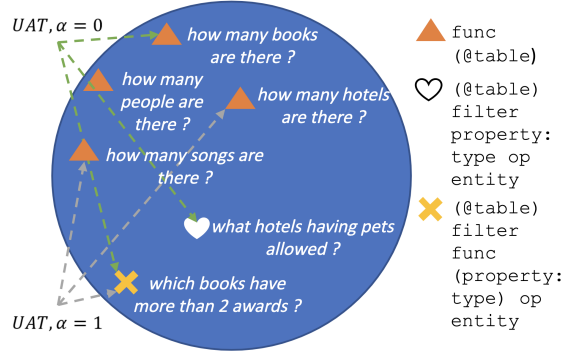 UAT, α = 0
how many books
are there ?
how many
people are
there ?
how many hotels
are there ?
how many songs are
there ?
what hotels having pets
allowed ?
which books have
more than 2 awards ?
UAT, α = 1
func
(@table)
(@table)
filter
property:
type op
entity
(@table)
filter
func
(property:
type) op
entity